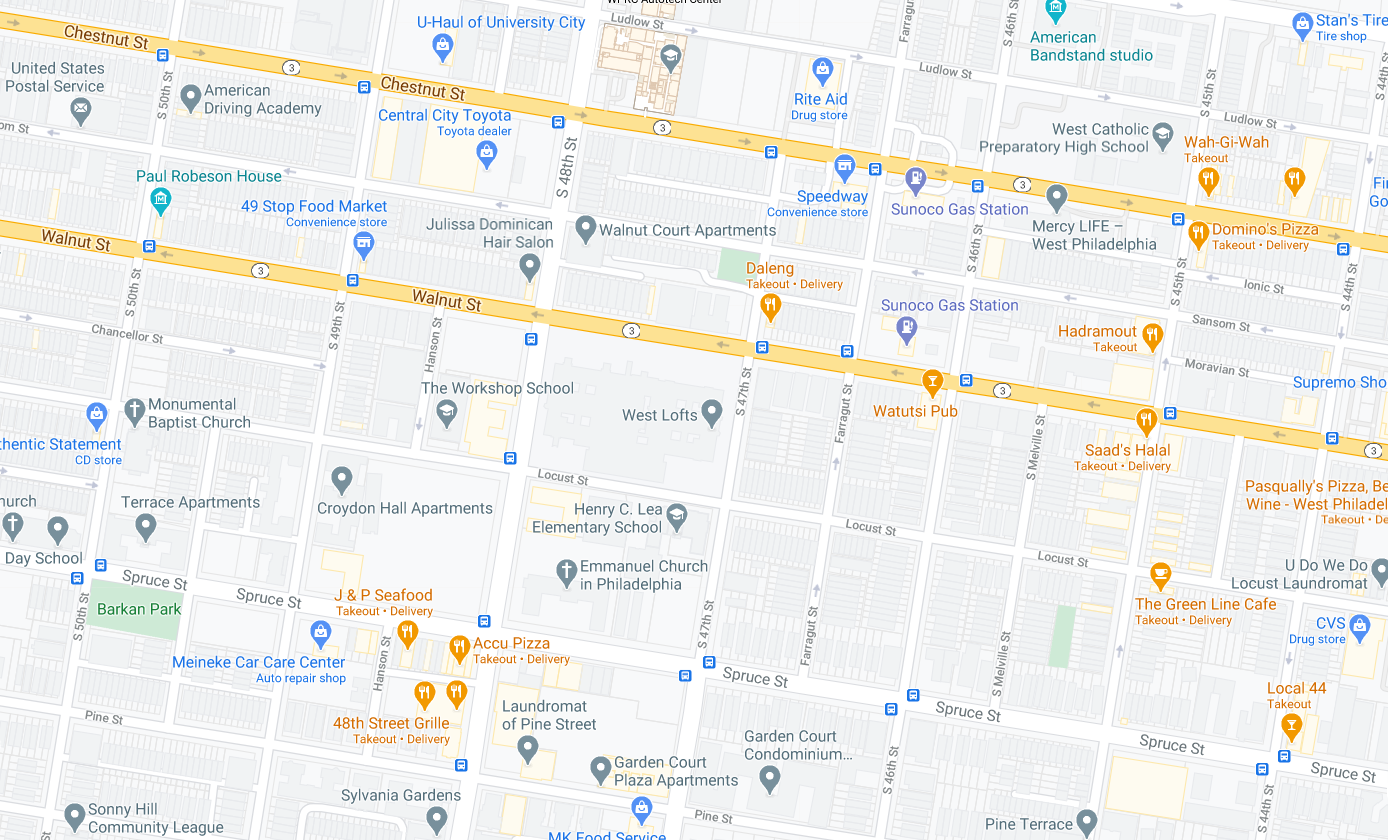 WPRC Autotech Center
Ludlow St
Farragut
S 46th St
U-Haul of University City
Chestnut St
3
American
Bandstand studio
Stan's Tire
Tire shop
S 44th St
United States
Postal Service
S 50th St
American
Driving Academy
Chestnut St
Central City Toyota
Toyota dealer
Rite Aid
Drug store
Ludlow St
S 45th St
Ludlow St
om St
S 48th St
3
West Catholic
Preparatory High School
Wah-Gi-Wah
Takeout
Paul Robeson House
49 Stop Food Market
Convenience store
Speedway
Convenience store
Sunoco Gas Station
3
Mercy LIFE –
West Philadelphia
Domino's Pizza
Takeout • Delivery
Julissa Dominican
Hair Salon
Walnut Court Apartments
S 46th St
Walnut St
3
Daleng
Takeout • Delivery
S 50th St
S 49th St
Walnut St
3
Ionic St
S 45th St
S 44th St
Sunoco Gas Station
Hadramout
Takeout
Sansom St
Chancellor St
Hanson St
Moravian St
Supremo Sho
The Workshop School
West Lofts
S 47th St
Farragut St
Watutsi Pub
3
S Melville St
Saad's Halal
Takeout • Delivery
3
Monumental
Baptist Church
thentic Statement
CD store
Locust St
Croydon Hall Apartments
Terrace Apartments
hurch
Day School
Henry C. Lea
Elementary School
Locust St
Locust St
Pasqually's Pizza, Be
Wine - West Philadel
Takeout • De
Emmanuel Church
in Philadelphia
U Do We Do
Locust Laundromat
Spruce St
Spruce St
Barkan Park
S 50th St
J & P Seafood
Takeout • Delivery
The Green Line Cafe
Takeout • Delivery
CVS
Drug store
Accu Pizza
Takeout • Delivery
S 47th St
Farragut St
S Melville St
Meineke Car Care Center
Auto repair shop
Hanson St
Spruce St
Spruce St
Spruce St
Spruce St
Local 44
Takeout
48th Street Grille
Takeout • Delivery
Laundromat
of Pine Street
Pine St
Garden Court
Plaza Apartments
Garden Court
Condominium...
S 46th St
S 44th St
Sonny Hill
Community League
Sylvania Gardens
MK Food Service
Pine St
Pine Terrace